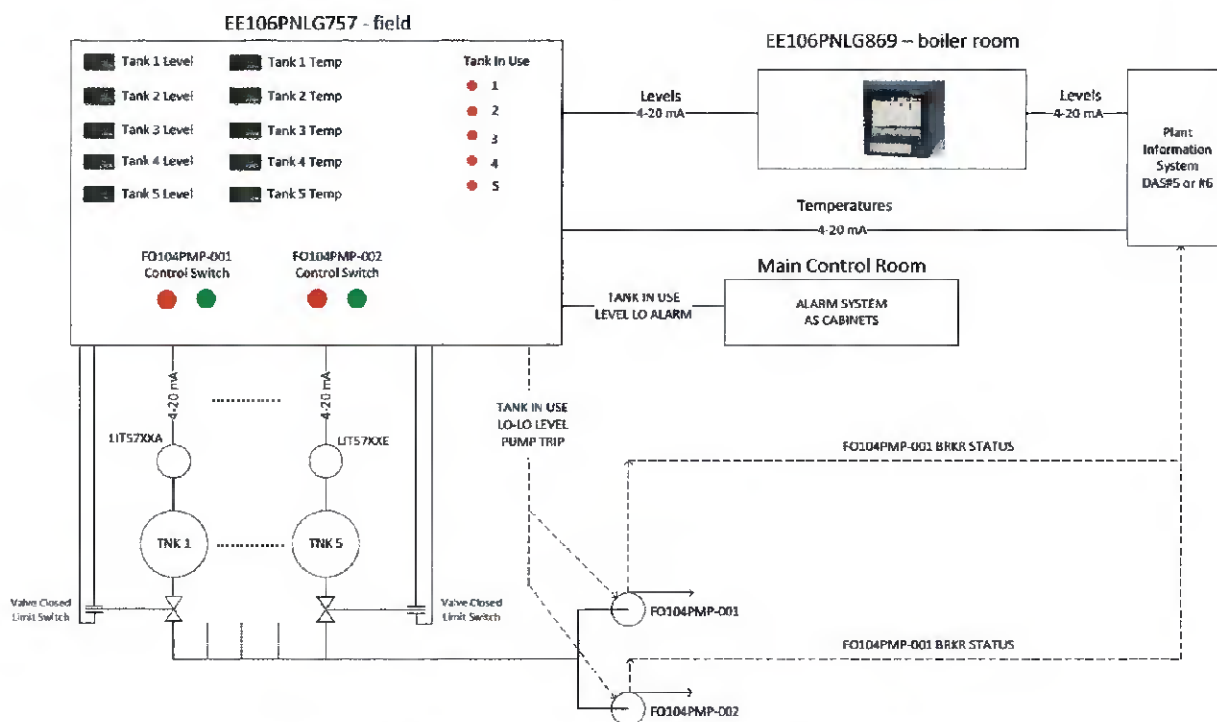 EE106PNLG757 - field
Tank 1 Level
Tank 2 Level
Tank 3 Level
Tank 4 Level
Tank 5 Level
Tank 1 Temp
Tank 2 Temp
Tank 3 Temp
Tank 4 Temp
Tank 5 Temp
Tank In Use
1
2
3
4
5
FO104PMP-001
Control Switch
FO104PMP-002
Control Switch
EE106PNLG869 – boiler room
Levels
4-20 mA
Levels
4-20 mA
Plant
Information
System
DAS#5 or #6
Temperatures
4-20 mA
Main Control Room
TANK IN USE
LEVEL LO ALARM
ALARM SYSTEM
AS CABINETS
4-20 mA
4-20 mA
LIT57XXA
LIT57XXE
TNK 1
TNK 5
Valve Closed
Limit Switch
Valve Closed
Limit Switch
TANK IN USE
LO-LO LEVEL
PUMP TRIP
FO104PMP-001 BRKR STATUS
FO104PMP-001
FO104PMP-001 BRKR STATUS
FO104PMP-002